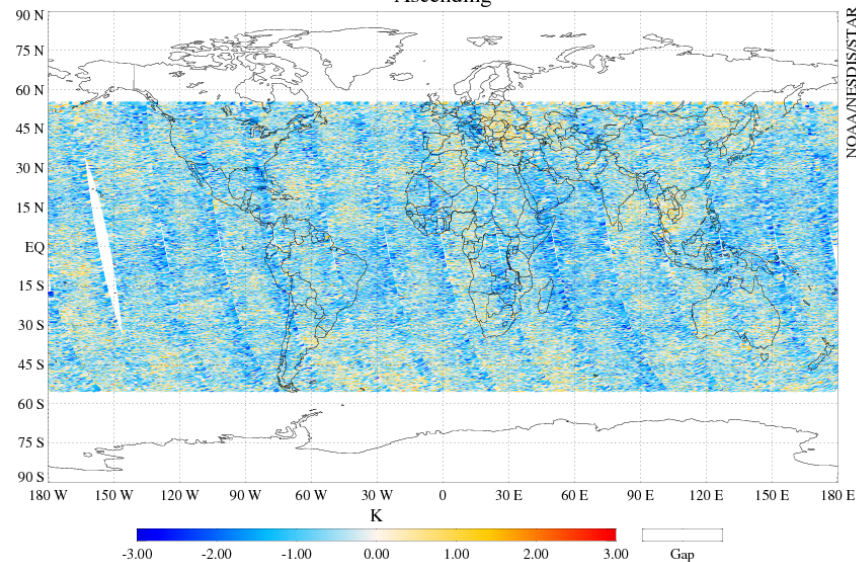 Ascending
90 N
75 N
60 N
45 N
30 N
15 N
EQ
15 S
30 S
45 S
60 S
75 S
90 S
180 W 150 W 120 W 90 W 60 W 30 W 0 30 E 60 E 90 E 120 E 150 E 180 E
K
-3.00 -2.00 -1.00 0.00 1.00 2.00 3.00 Gap
NOAA/NESDIS/STAR